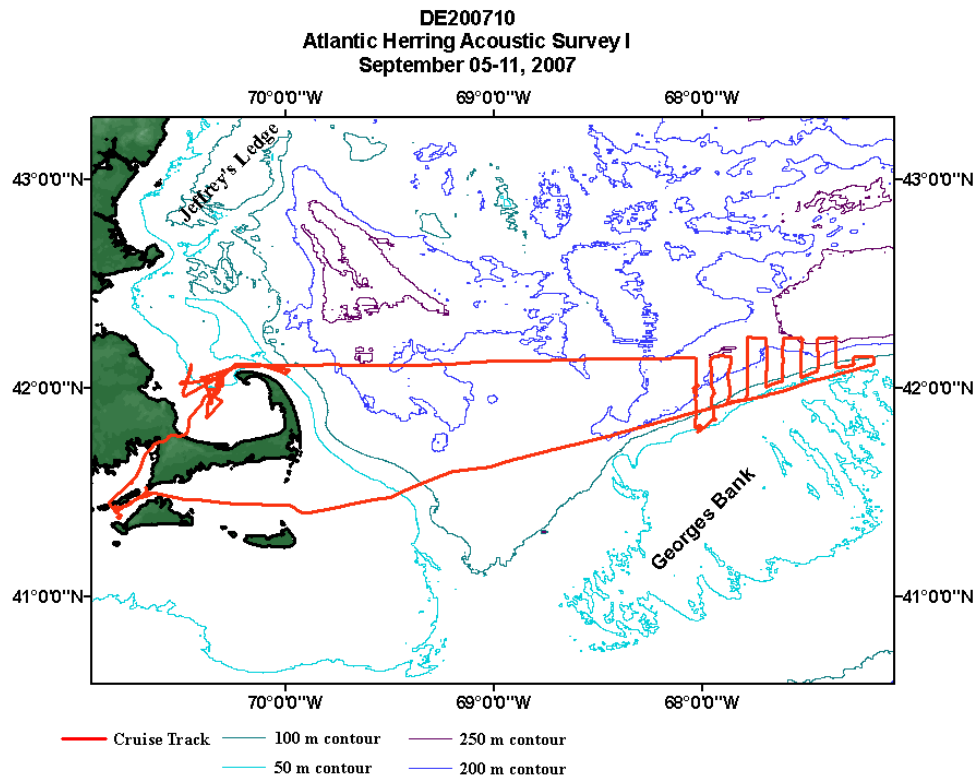 DE200710
Atlantic Herring Acoustic Survey I
September 05-11, 2007
70°0'0"W 69°0'0"W 68°0'0"W
Jeffrey's Ledge
43°0'0"N 43°0'0"N
42°0'0"N 42°0'0"N
Georges Bank
41°0'0"N 41°0'0"N
70°0'0"W 69°0'0"W 68°0'0"W
Cruise Track 100 m contour 250 m contour
50 m contour 200 m contour